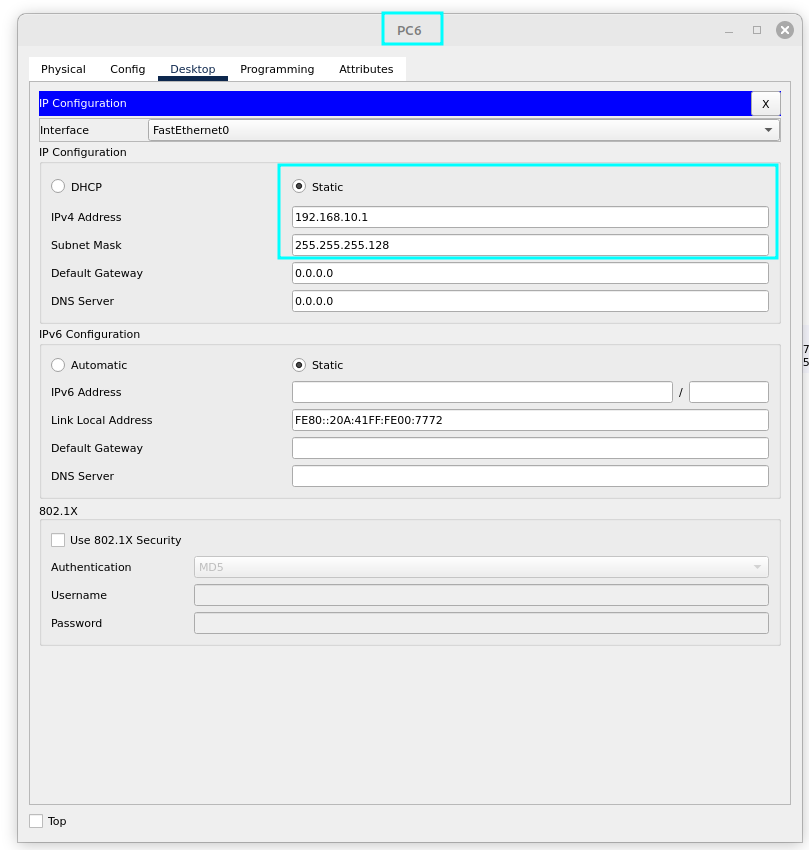 PC6
Physical Config Desktop Programming Attributes
IP Configuration X
Interface FastEthernet0
IP Configuration
DHCP Static
IPv4 Address 192.168.10.1
Subnet Mask 255.255.255.128
Default Gateway 0.0.0.0
DNS Server 0.0.0.0
IPv6 Configuration
7
Automatic Static
5
IPv6 Address /
Link Local Address FE80::20A:41FF:FE00:7772
Default Gateway
DNS Server
802.1X
Use 802.1X Security
Authentication MD5
Username
Password
Top